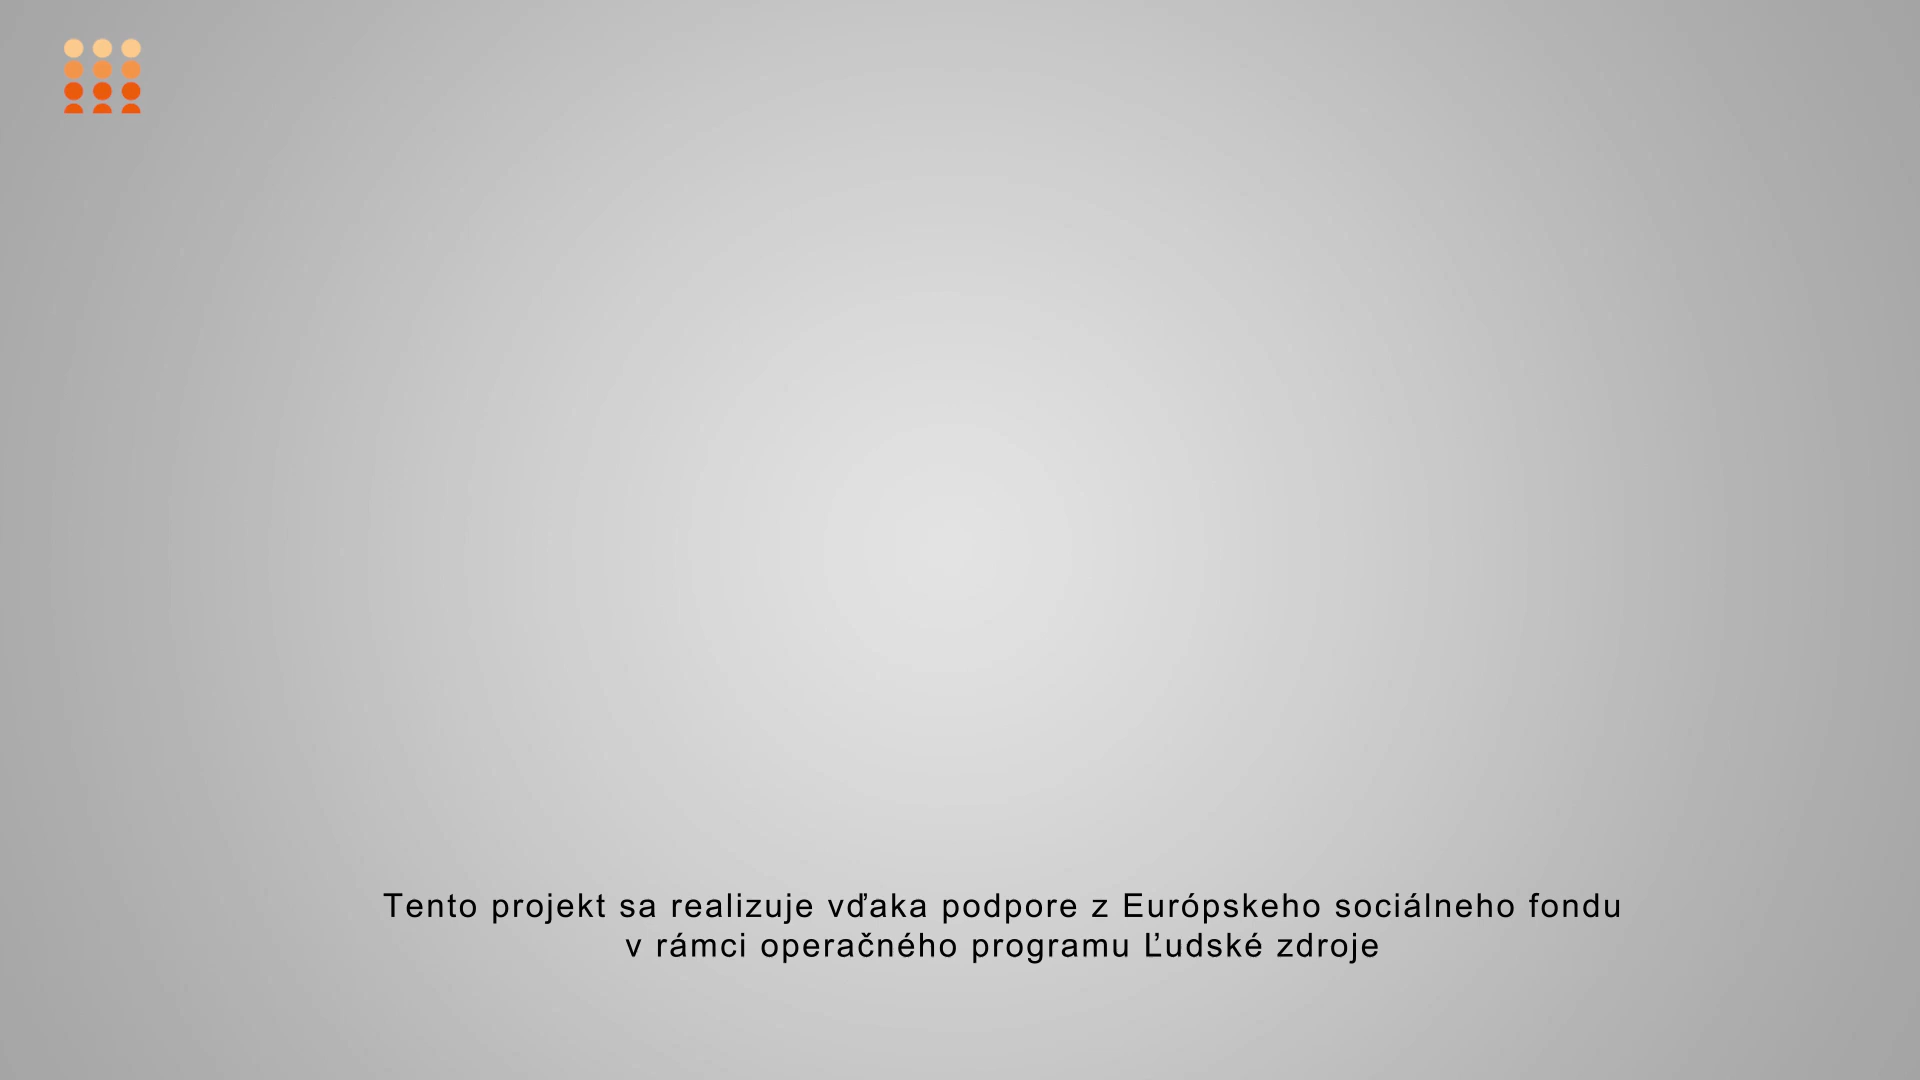 Tento projekt sa realizuje vďaka podpore z Európskeho sociálneho fondu
v rámci operačného programu Ľudské zdroje